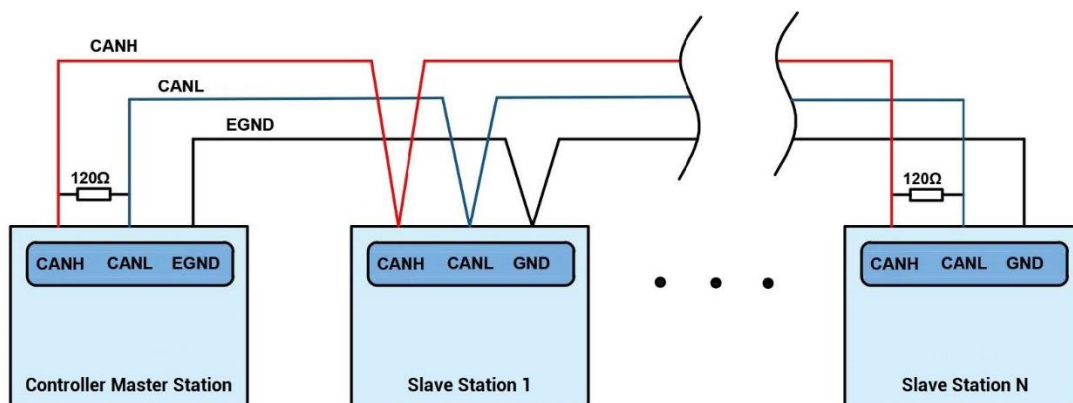 CANH
CANL
EGND
120Ω
120Ω
CANH CANL EGND
CANH CANL GND
CANH CANL GND
Controller Master Station
Slave Station 1
Slave Station N